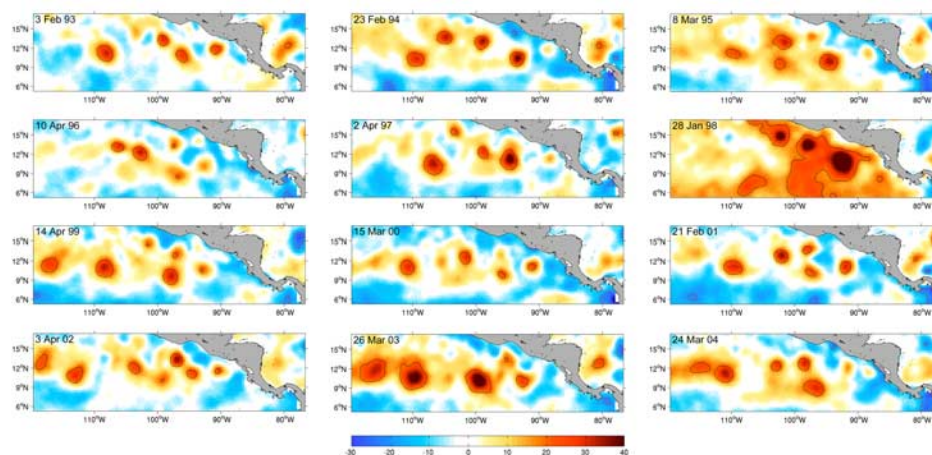 3 Feb 93
15°N
12°N
9°N
6°N
110°W 100°W 90°W 80°W
23 Feb 94
15°N
12°N
9°N
6°N
110°W 100°W 90°W 80°W
8 Mar 95
15°N
12°N
9°N
6°N
110°W 100°W 90°W 80°W
10 Apr 96
15°N
12°N
9°N
6°N
110°W 100°W 90°W 80°W
2 Apr 97
15°N
12°N
9°N
6°N
110°W 100°W 90°W 80°W
28 Jan 98
15°N
12°N
9°N
6°N
110°W 100°W 90°W 80°W
14 Apr 99
15°N
12°N
9°N
6°N
110°W 100°W 90°W 80°W
15 Mar 00
15°N
12°N
9°N
6°N
110°W 100°W 90°W 80°W
21 Feb 01
15°N
12°N
9°N
6°N
110°W 100°W 90°W 80°W
3 Apr 02
15°N
12°N
9°N
6°N
110°W 100°W 90°W 80°W
26 Mar 03
15°N
12°N
9°N
6°N
110°W 100°W 90°W 80°W
24 Mar 04
15°N
12°N
9°N
6°N
110°W 100°W 90°W 80°W
-30 -20 -10 0 10 20 30 40